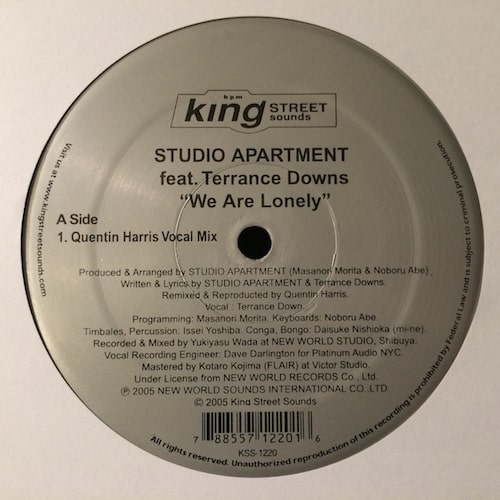 bpm
king STREET
sounds
STUDIO APARTMENT
feat. Terrance Downs
"We Are Lonely"
A Side
1. Quentin Harris Vocal Mix
Produced & Arranged by STUDIO APARTMENT (Masanori Morita & Noboru Abe),
Written & Lyrics by STUDIO APARTMENT & Terrance Downs.
Remixed & Reproducted by Quentin Harris.
Vocal : Terrance Down.
Programming: Masanori Morita, Keyboards: Noboru Abe.
Timbales, Percussion: Issei Yoshiba. Conga, Bongo: Daisuke Nishioka (mi-ne).
Recorded & Mixed by Yukiyasu Wada at NEW WORLD STUDIO, Shibuya.
Vocal Recording Engineer: Dave Darlington for Platinum Audio NYC.
Mastered by Kotaro Kojima (FLAIR) at Victor Studio.
Under License from NEW WORLD RECORDS Co., Ltd.
℗ 2005 NEW WORLD SOUNDS INTERNATIONAL CO.,LTD.
© 2005 King Street Sounds
7 88557 12201 6
KSS-1220
Visit us at www.kingstreetsounds.com
All rights reserved. Unauthorized reproduction of this recording is prohibited by Federal Law and is subject to criminal prosecution.